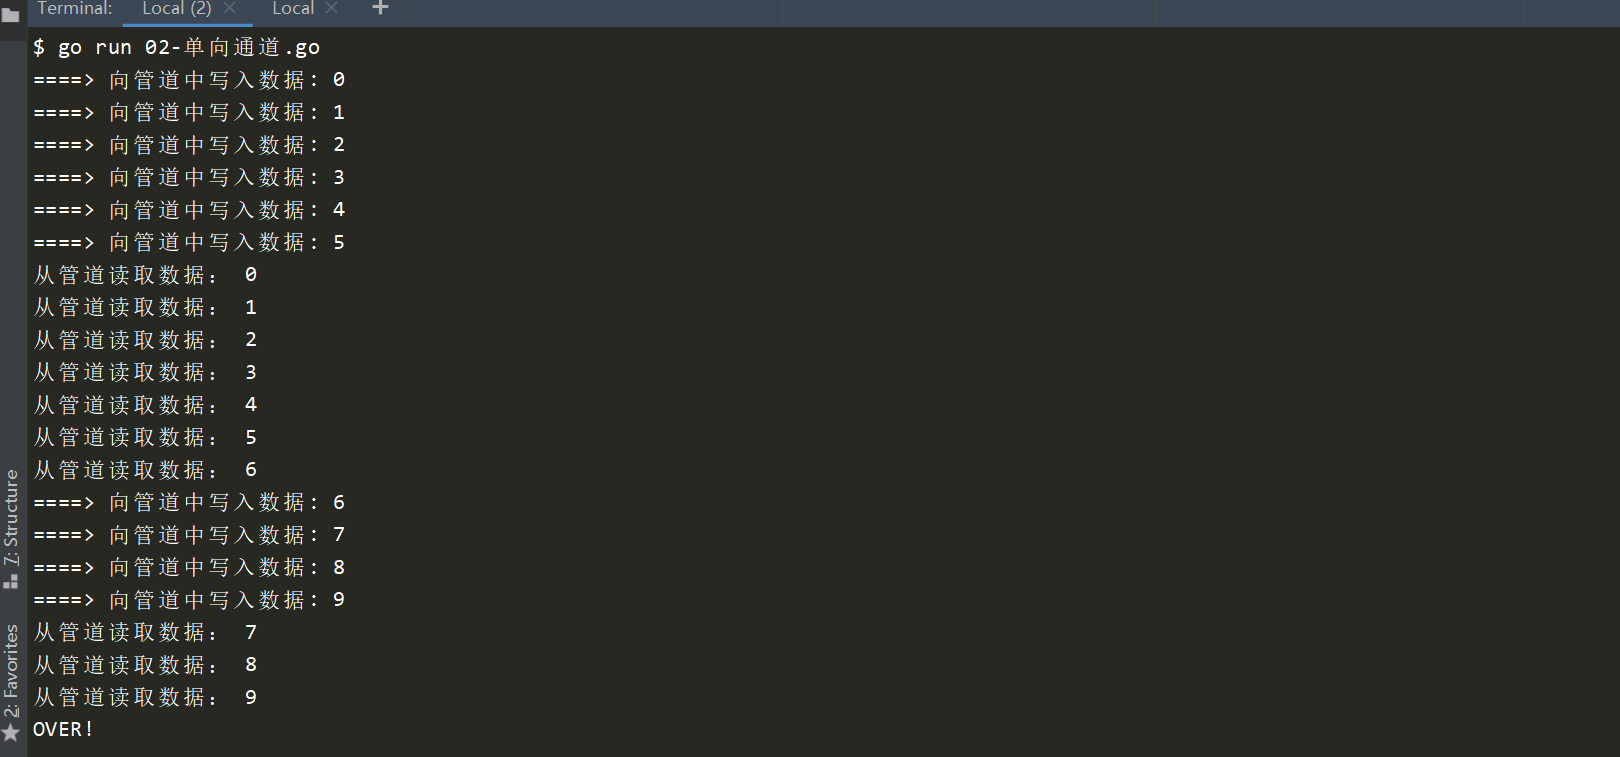 Terminal: Local (2) × Local × +
$ go run 02-单向通道.go
====> 向管道中写入数据: 0
====> 向管道中写入数据: 1
====> 向管道中写入数据: 2
====> 向管道中写入数据: 3
====> 向管道中写入数据: 4
====> 向管道中写入数据: 5
从管道读取数据： 0
从管道读取数据： 1
从管道读取数据： 2
从管道读取数据： 3
从管道读取数据： 4
从管道读取数据： 5
从管道读取数据： 6
====> 向管道中写入数据: 6
====> 向管道中写入数据: 7
====> 向管道中写入数据: 8
====> 向管道中写入数据: 9
从管道读取数据： 7
从管道读取数据： 8
从管道读取数据： 9
OVER!
7: Structure
2: Favorites